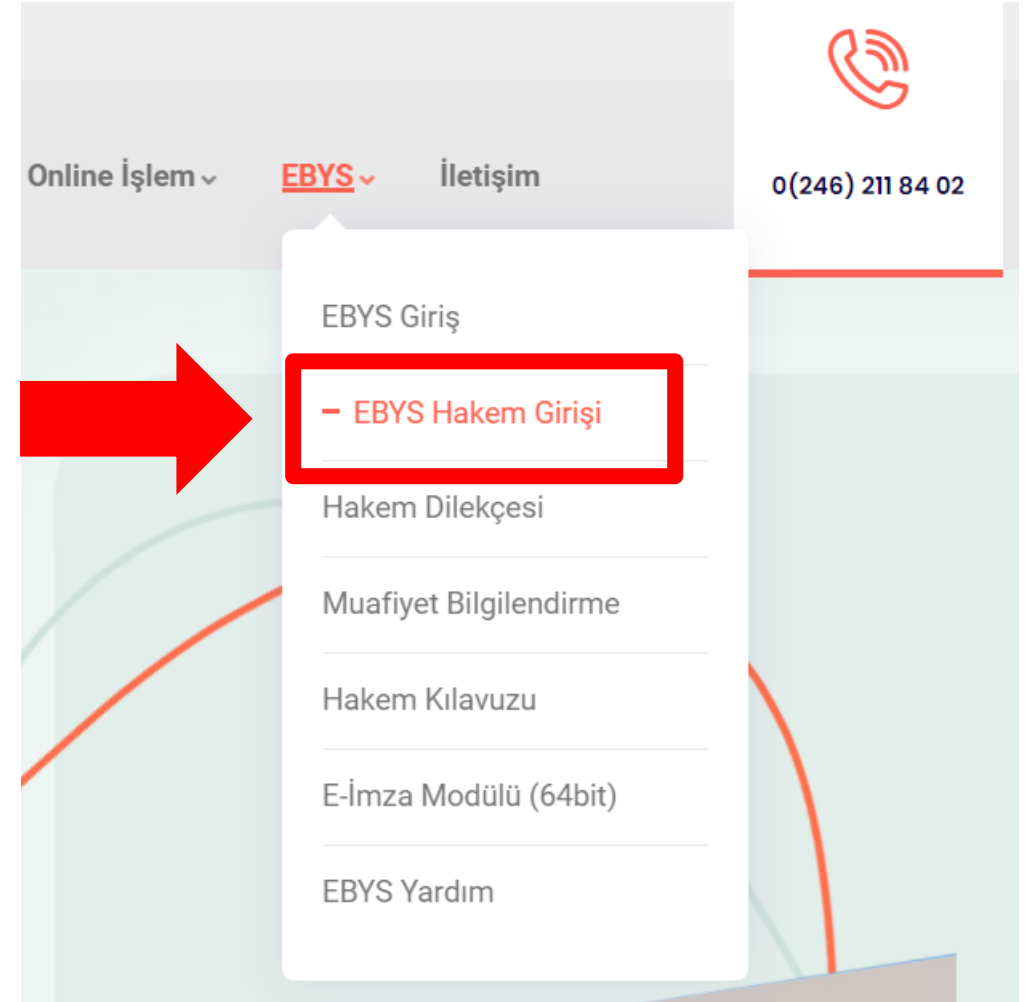 Online İşlem
EBYS
İletişim
0(246) 211 84 02
EBYS Giriş
EBYS Hakem Girişi
Hakem Dilekçesi
Muafiyet Bilgilendirme
Hakem Kılavuzu
E-İmza Modülü (64bit)
EBYS Yardım